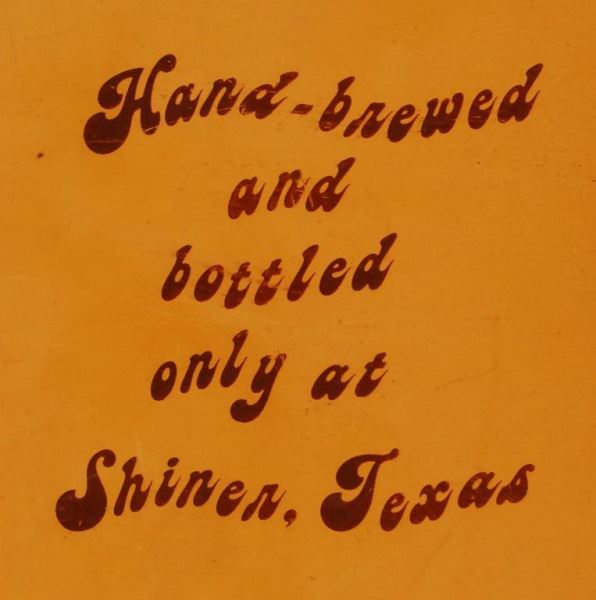 Hand-brewed
and
bottled
only at
Shiner, Texas